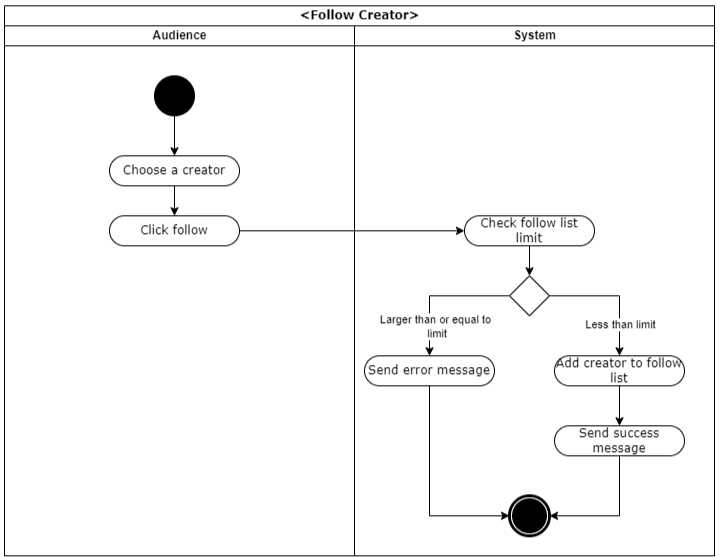 <Follow Creator>
Audience
System
Choose a creator
Click follow
Check follow list
limit
Larger than or equal to
limit
Less than limit
Send error message
Add creator to follow
list
Send success
message